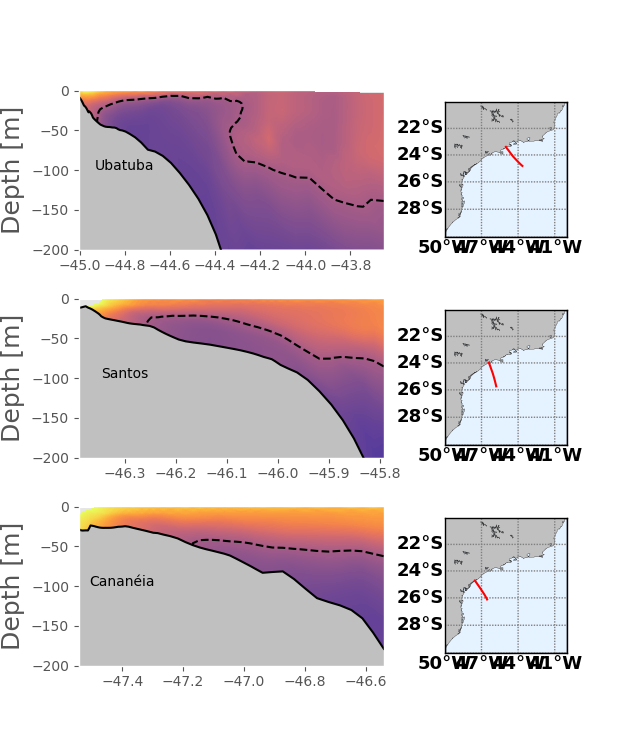 Depth [m]
0
−50
−100
−150
−200
Ubatuba
−45.0 −44.8 −44.6 −44.4 −44.2 −44.0 −43.8
22°S
24°S
26°S
28°S
50°W 47°W 44°W 41°W
Depth [m]
0
−50
−100
−150
−200
Santos
−46.3 −46.2 −46.1 −46.0 −45.9 −45.8
22°S
24°S
26°S
28°S
50°W 47°W 44°W 41°W
Depth [m]
0
−50
−100
−150
−200
Cananéia
−47.4 −47.2 −47.0 −46.8 −46.6
22°S
24°S
26°S
28°S
50°W 47°W 44°W 41°W